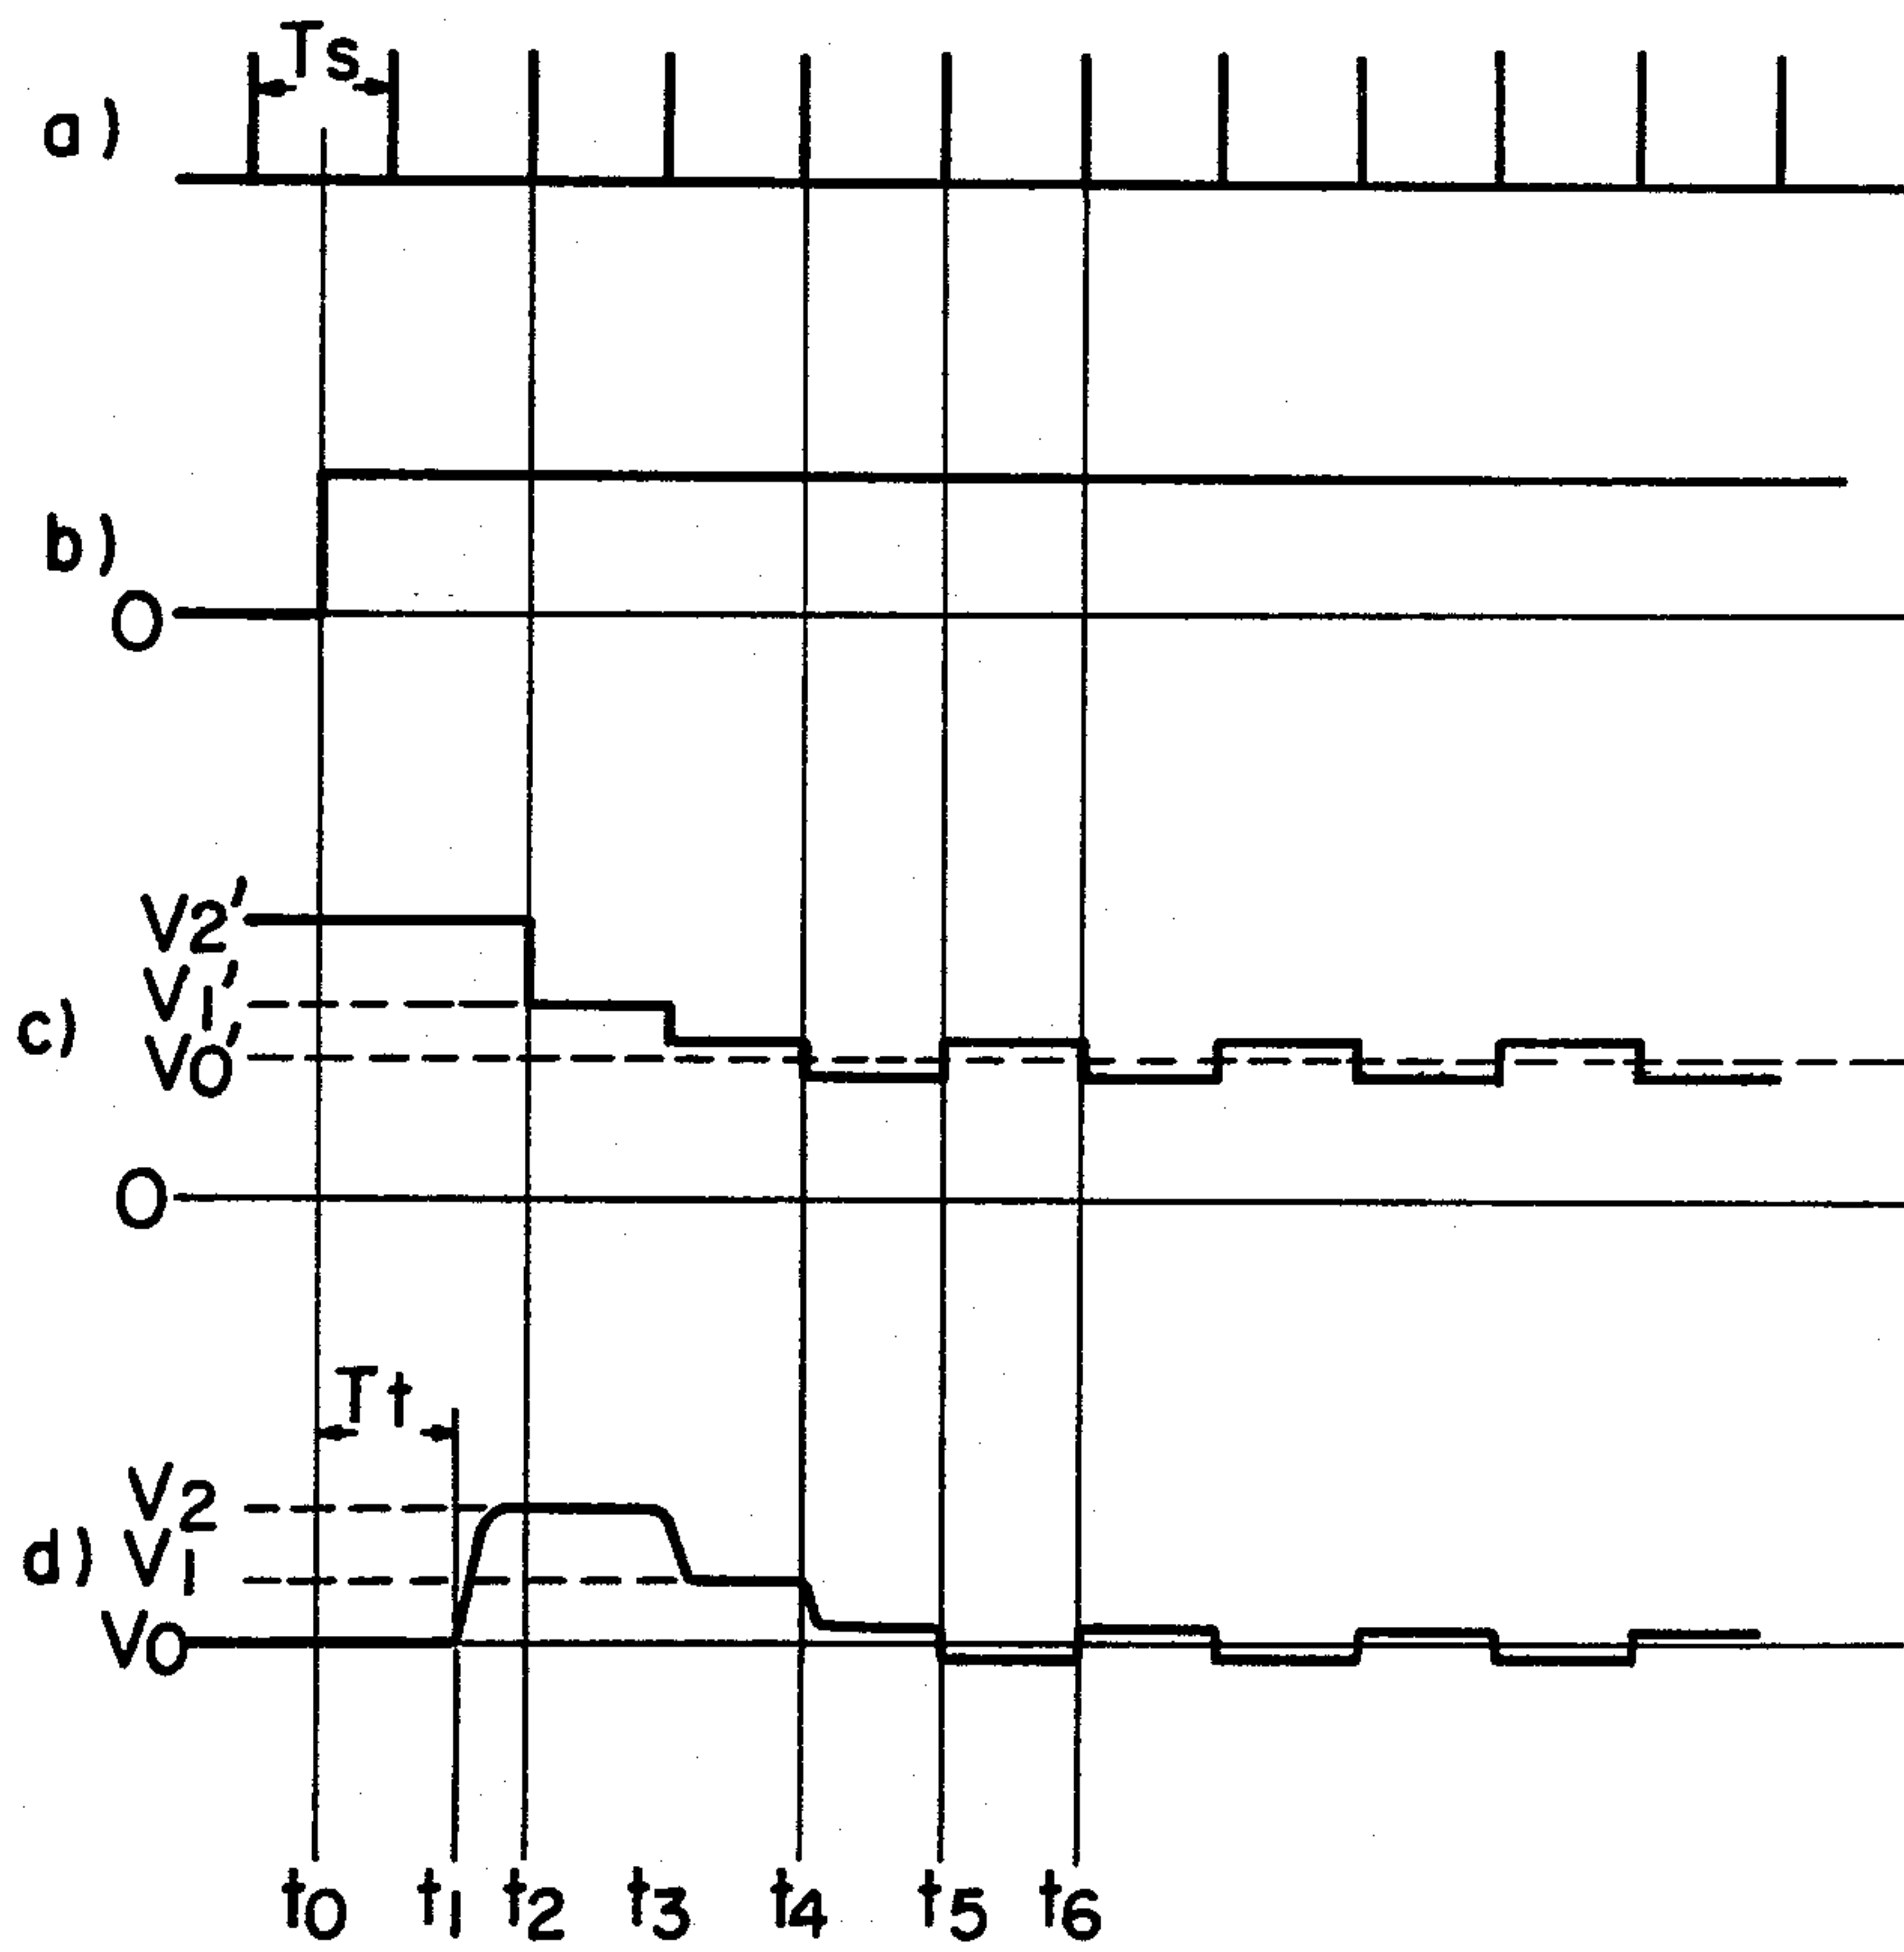 Ts
a)
b)
O
V2'
V1'
c)
V0'
O
Tt
V2
d) V1
V0
t0 t1 t2 t3 t4 t5 t6